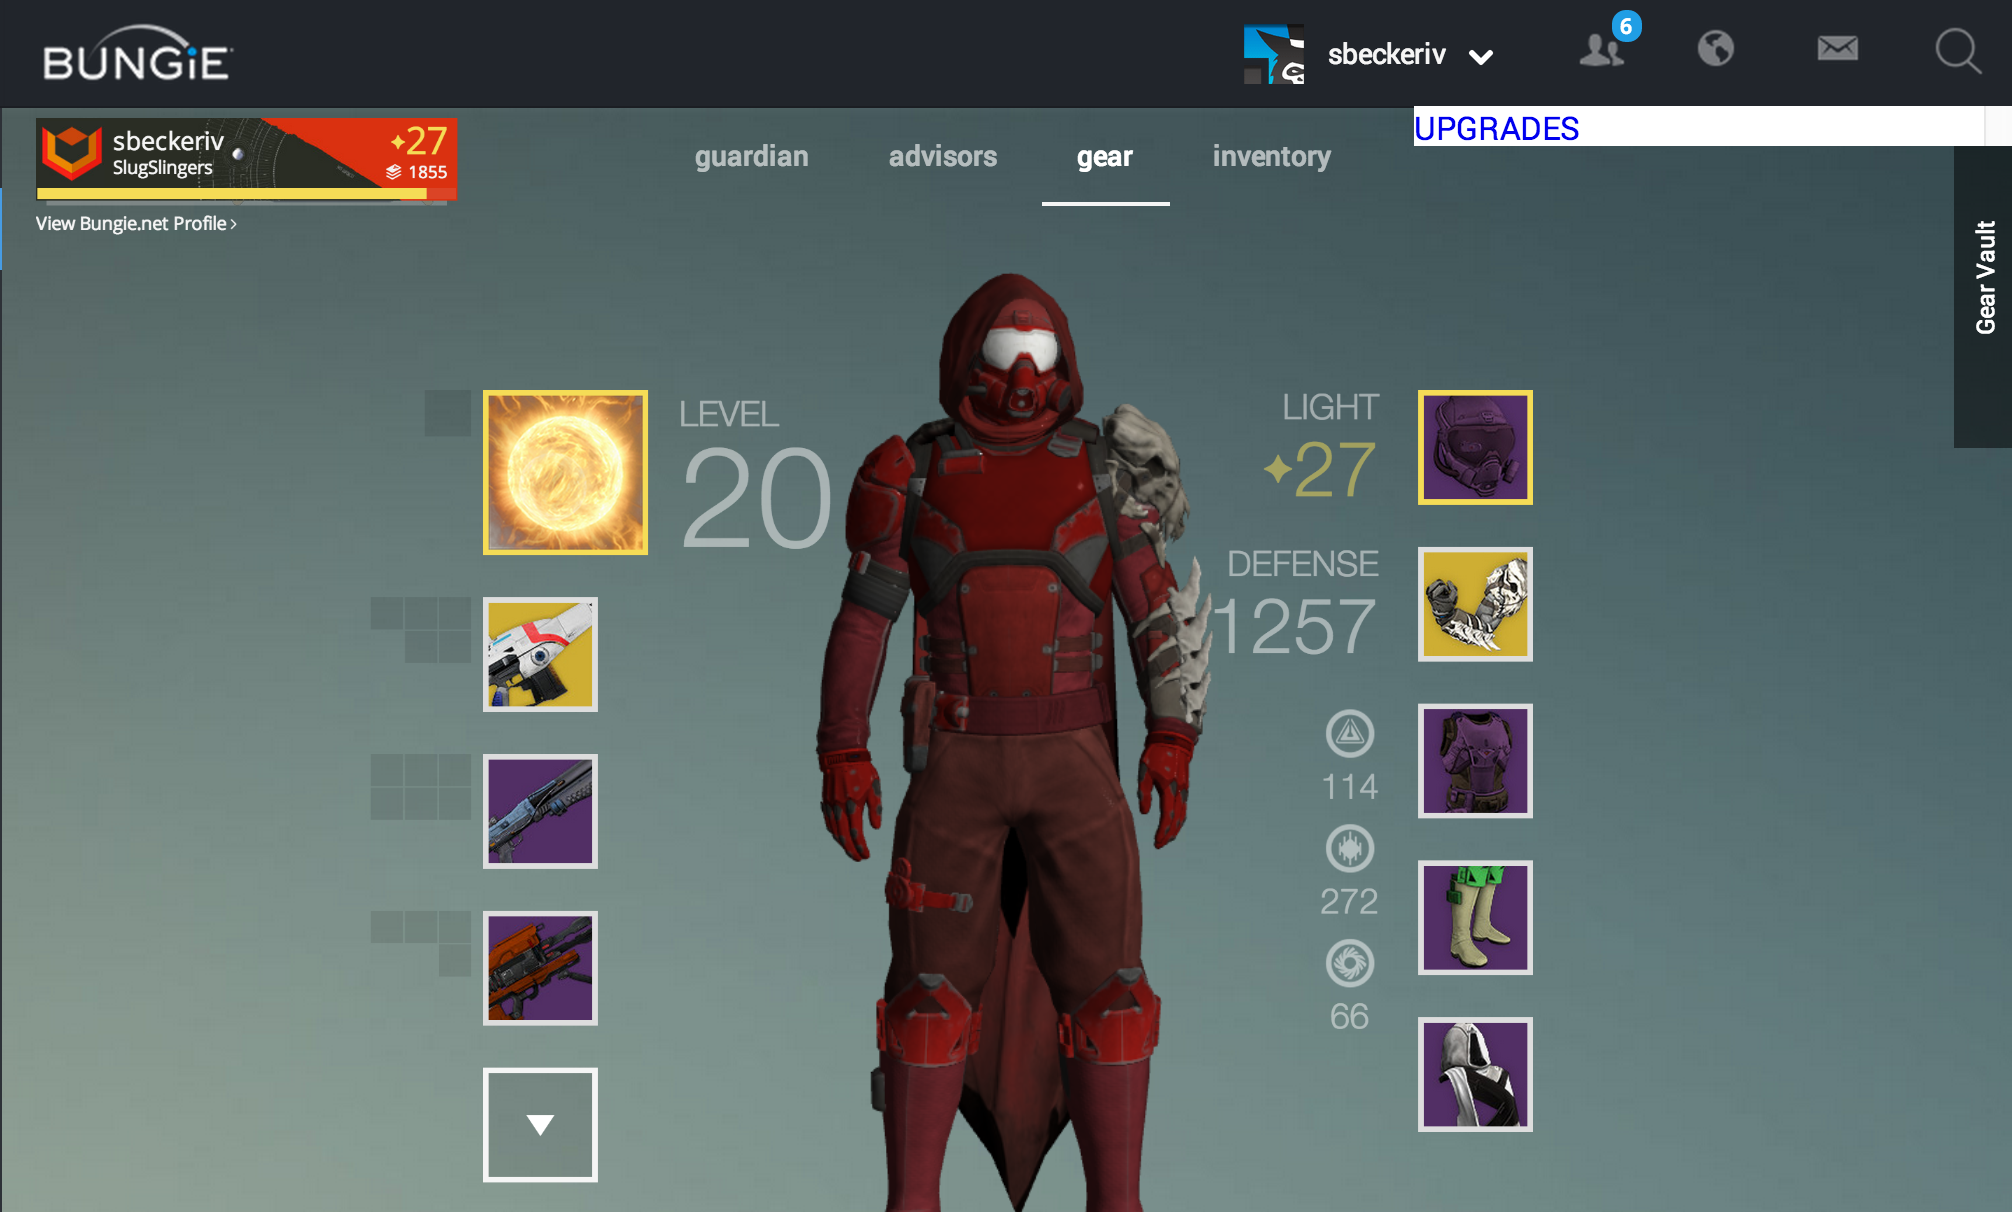 BUNGiE
sbeckeriv
6
UPGRADES
sbeckeriv
27
SlugSlingers
1855
View Bungie.net Profile ›
guardian
advisors
gear
inventory
Gear Vault
LEVEL
20
LIGHT
27
DEFENSE
1257
114
272
66